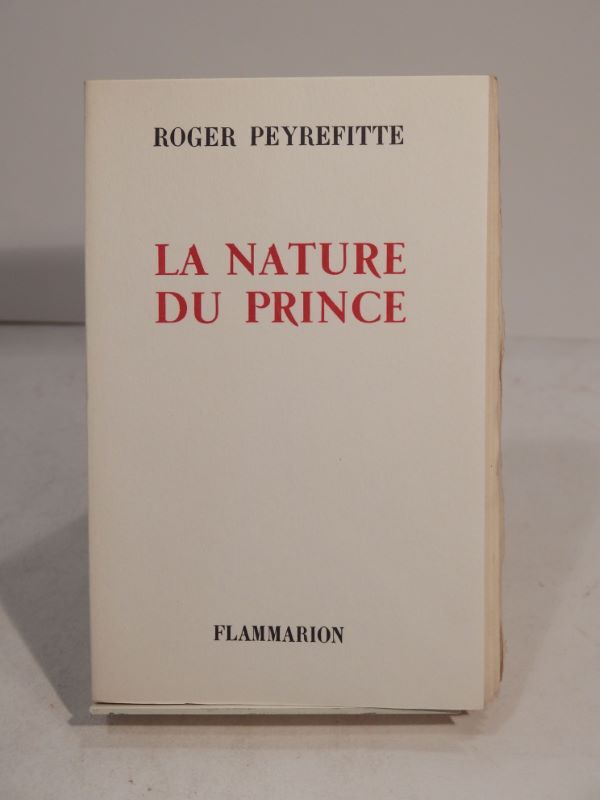 ROGER PEYREFITTE
LA NATURE
DU PRINCE
FLAMMARION